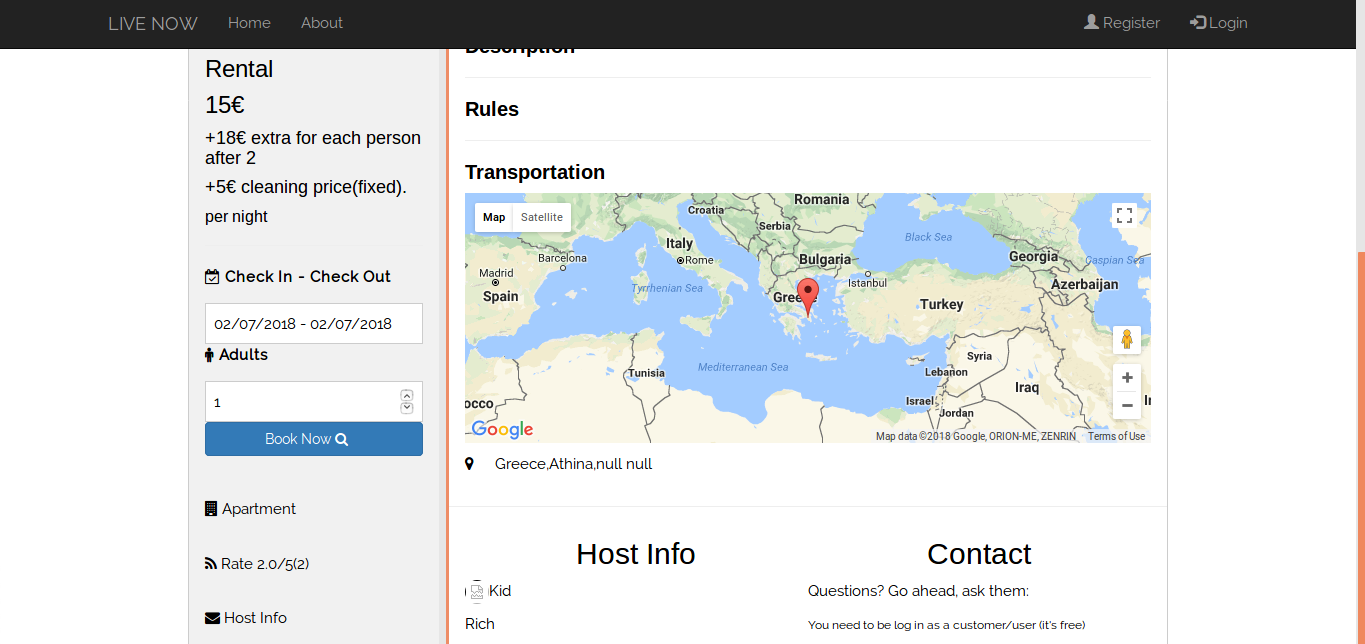 LIVE NOW Home About Register Login
Rental
15€
+18€ extra for each person
after 2
+5€ cleaning price(fixed).
per night
Check In - Check Out
02/07/2018 - 02/07/2018
Adults
1
Book Now
Apartment
Rate 2.0/5(2)
Host Info
Description
Rules
Transportation
Map Satellite
Romania
Croatia
Serbia
Black Sea
Italy
Barcelona
Rome
Bulgaria
Georgia
Caspian Sea
Madrid
Istanbul
Azerbaijan
Spain
Tyrrhenian Sea
Greece
Turkey
Syria
Mediterranean Sea
Tunisia
Lebanon
Iraq
Israel
Jordan
occo
Google
Map data ©2018 Google, ORION-ME, ZENRIN Terms of Use
Greece,Athina,null null
Host Info
Kid
Rich
Contact
Questions? Go ahead, ask them:
You need to be log in as a customer/user (it's free)